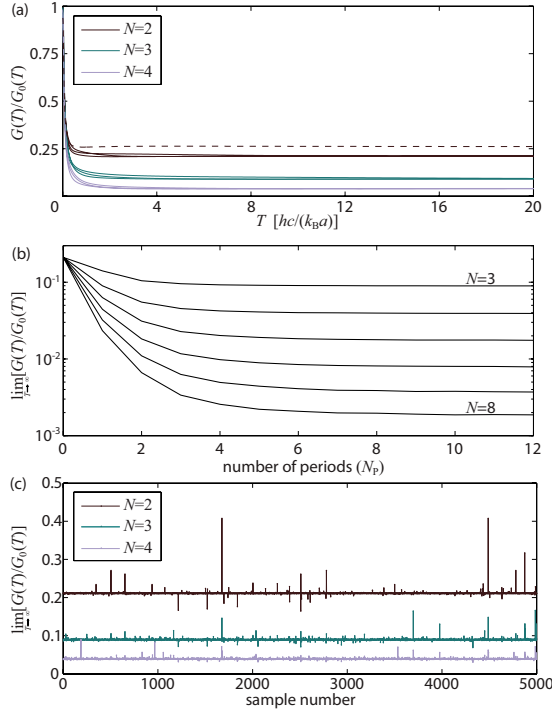 (a)
1
0.75
0.5
0.25
G(T)/G₀(T)
N=2
N=3
N=4
0 4 8 12 16 20
T [hc/(k_Ba)]
(b)
10⁻¹
10⁻²
10⁻³
lim[G(T)/G₀(T)]
T→∞
N=3
N=8
0 2 4 6 8 10 12
number of periods (N_P)
(c)
0.5
0.4
0.3
0.2
0.1
0
lim[G(T)/G₀(T)]
T→∞
N=2
N=3
N=4
0 1000 2000 3000 4000 5000
sample number